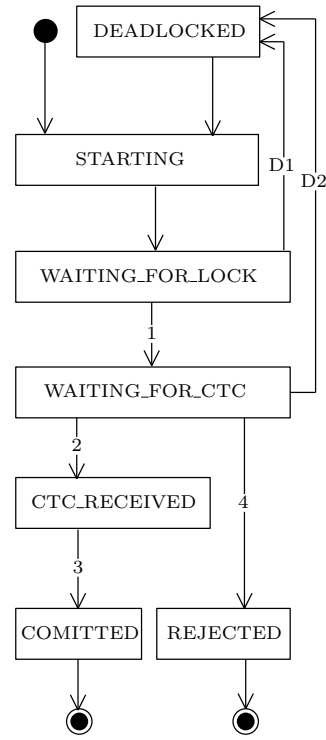 DEADLOCKED
STARTING
D1
D2
WAITING_FOR_LOCK
1
WAITING_FOR_CTC
2
CTC_RECEIVED
4
3
COMITTED
REJECTED